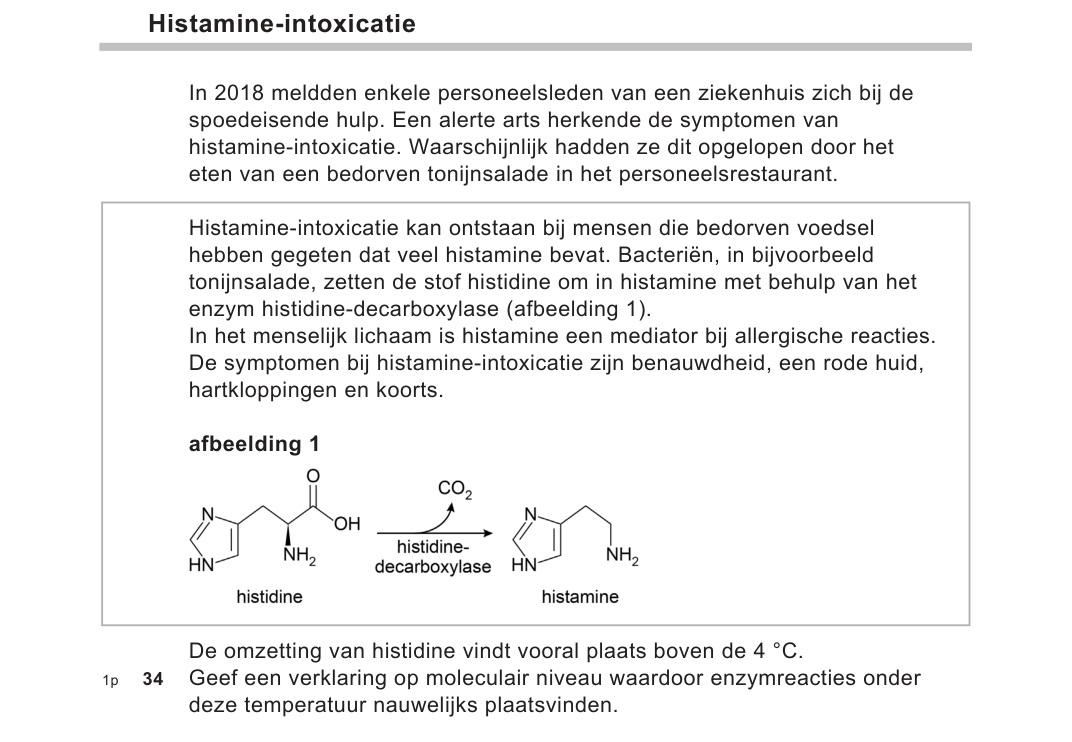 Histamine-intoxicatie
In 2018 meldden enkele personeelsleden van een ziekenhuis zich bij de
spoedeisende hulp. Een alerte arts herkende de symptomen van
histamine-intoxicatie. Waarschijnlijk hadden ze dit opgelopen door het
eten van een bedorven tonijnsalade in het personeelsrestaurant.
Histamine-intoxicatie kan ontstaan bij mensen die bedorven voedsel
hebben gegeten dat veel histamine bevat. Bacteriën, in bijvoorbeeld
tonijnsalade, zetten de stof histidine om in histamine met behulp van het
enzym histidine-decarboxylase (afbeelding 1).
In het menselijk lichaam is histamine een mediator bij allergische reacties.
De symptomen bij histamine-intoxicatie zijn benauwdheid, een rode huid,
hartkloppingen en koorts.
afbeelding 1
O
CO2
N
OH
N
NH2
histidine-
NH2
HN
decarboxylase
HN
histidine
histamine
De omzetting van histidine vindt vooral plaats boven de 4 °C.
1p 34 Geef een verklaring op moleculair niveau waardoor enzymreacties onder
deze temperatuur nauwelijks plaatsvinden.